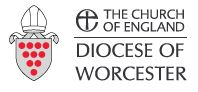 THE CHURCH
OF ENGLAND
DIOCESE OF
WORCESTER